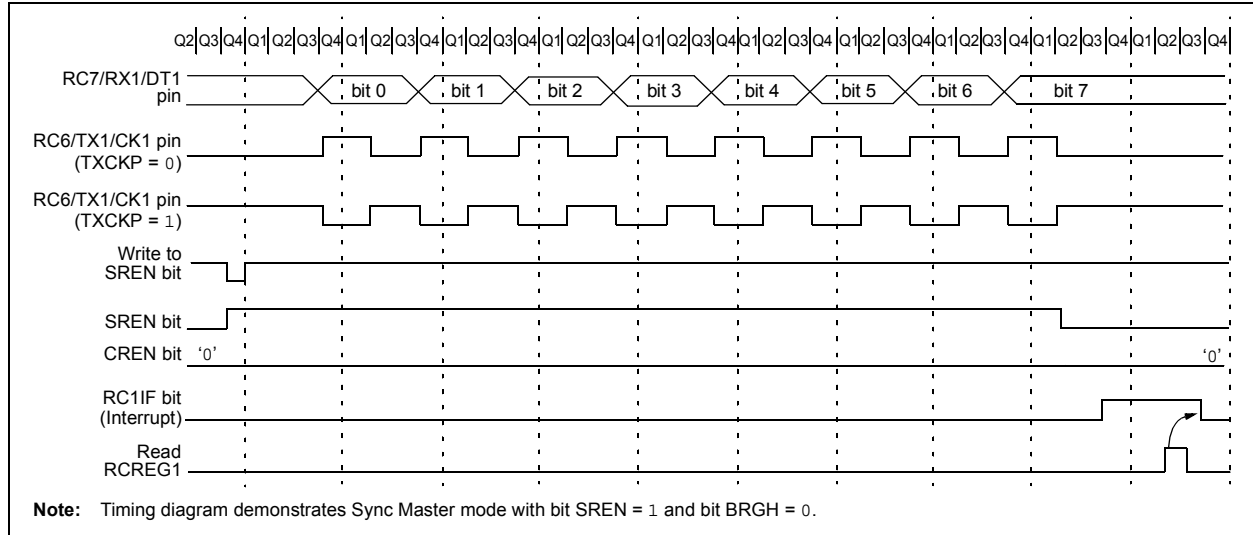 Q2 Q3 Q4 Q1 Q2 Q3 Q4 Q1 Q2 Q3 Q4 Q1 Q2 Q3 Q4 Q1 Q2 Q3 Q4 Q1 Q2 Q3 Q4 Q1 Q2 Q3 Q4 Q1 Q2 Q3 Q4 Q1 Q2 Q3 Q4 Q1 Q2 Q3 Q4 Q1 Q2 Q3 Q4
RC7/RX1/DT1
pin
bit 0 bit 1 bit 2 bit 3 bit 4 bit 5 bit 6 bit 7
RC6/TX1/CK1 pin
(TXCKP = 0)
RC6/TX1/CK1 pin
(TXCKP = 1)
Write to
SREN bit
SREN bit
CREN bit ‘0’ ‘0’
RC1IF bit
(Interrupt)
Read
RCREG1
Note: Timing diagram demonstrates Sync Master mode with bit SREN = 1 and bit BRGH = 0.